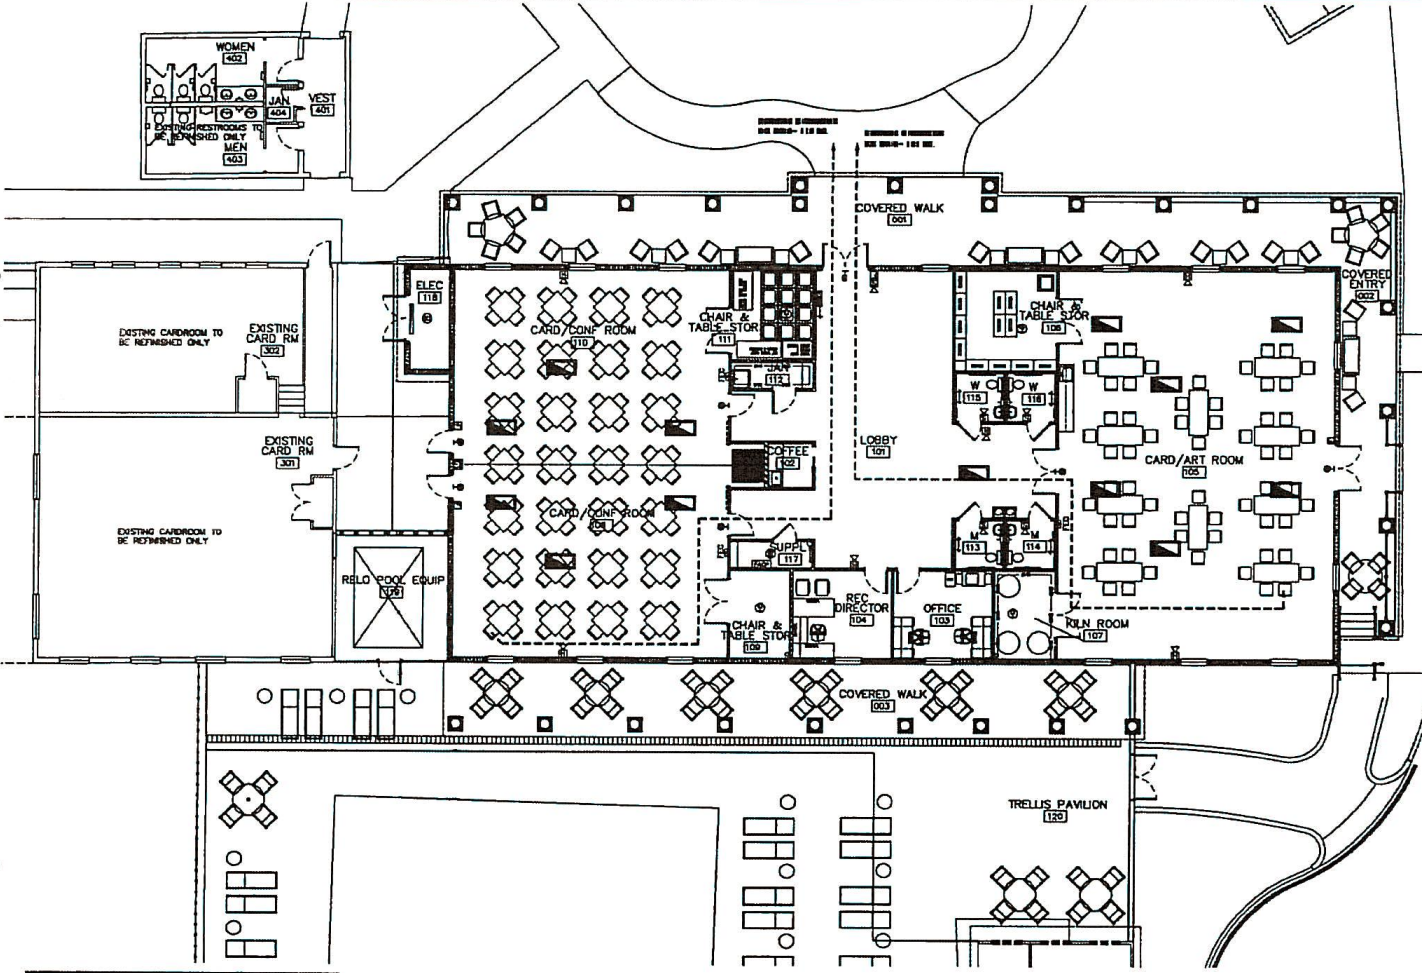 WOMEN
402
JAN
404
VEST
401
EXISTING RESTROOMS TO
BE REFINISHED ONLY
MEN
403
COVERED WALK
001
COVERED
ENTRY
002
ELEC
118
EXISTING CARDROOM TO
BE REFINISHED ONLY
EXISTING
CARD RM
302
CARD/CONF ROOM
110
CHAIR &
TABLE STOR
111
JAN
112
CHAIR &
TABLE STOR
106
W
115
W
116
EXISTING
CARD RM
301
COFFEE
102
LOBBY
101
CARD/ART ROOM
105
EXISTING CARDROOM TO
BE REFINISHED ONLY
CARD/CONF ROOM
SUPPLY
117
M
113
M
114
RELO POOL EQUIP
119
CHAIR &
TABLE STOR
109
REC
DIRECTOR
104
OFFICE
103
KILN ROOM
107
COVERED WALK
003
TRELLIS PAVILION
120